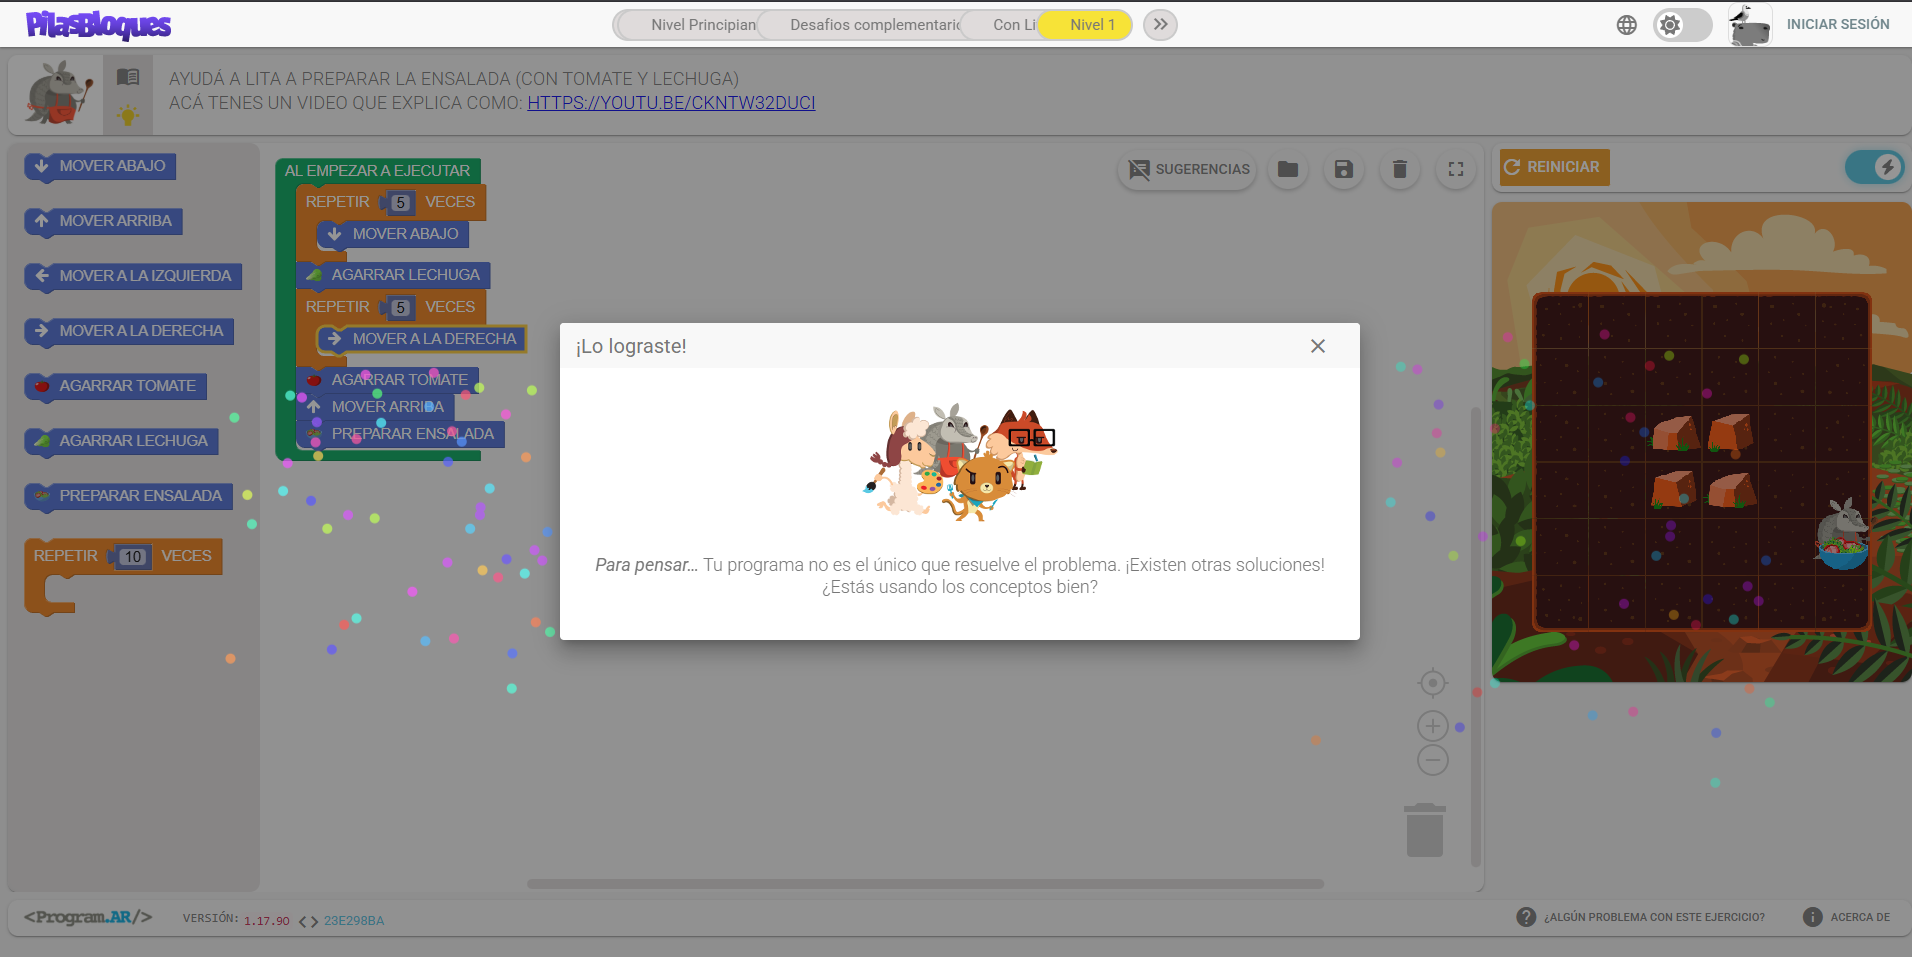 PilasBloques
Nivel Principian
Desafios complementari
Con Li
Nivel 1
INICIAR SESIÓN
AYUDÁ A LITA A PREPARAR LA ENSALADA (CON TOMATE Y LECHUGA)
ACÁ TENES UN VIDEO QUE EXPLICA COMO: HTTPS://YOUTU.BE/CKNTW32DUCI
MOVER ABAJO
MOVER ARRIBA
MOVER A LA IZQUIERDA
MOVER A LA DERECHA
AGARRAR TOMATE
AGARRAR LECHUGA
PREPARAR ENSALADA
REPETIR 10 VECES
AL EMPEZAR A EJECUTAR
REPETIR 5 VECES
MOVER ABAJO
AGARRAR LECHUGA
REPETIR 5 VECES
MOVER A LA DERECHA
AGARRAR TOMATE
MOVER ARRIBA
PREPARAR ENSALADA
SUGERENCIAS
REINICIAR
¡Lo lograste!
Para pensar... Tu programa no es el único que resuelve el problema. ¡Existen otras soluciones!
¿Estás usando los conceptos bien?
<Program.AR/>
VERSIÓN: 1.17.90 <> 23E298BA
¿ALGÚN PROBLEMA CON ESTE EJERCICIO?
ACERCA DE